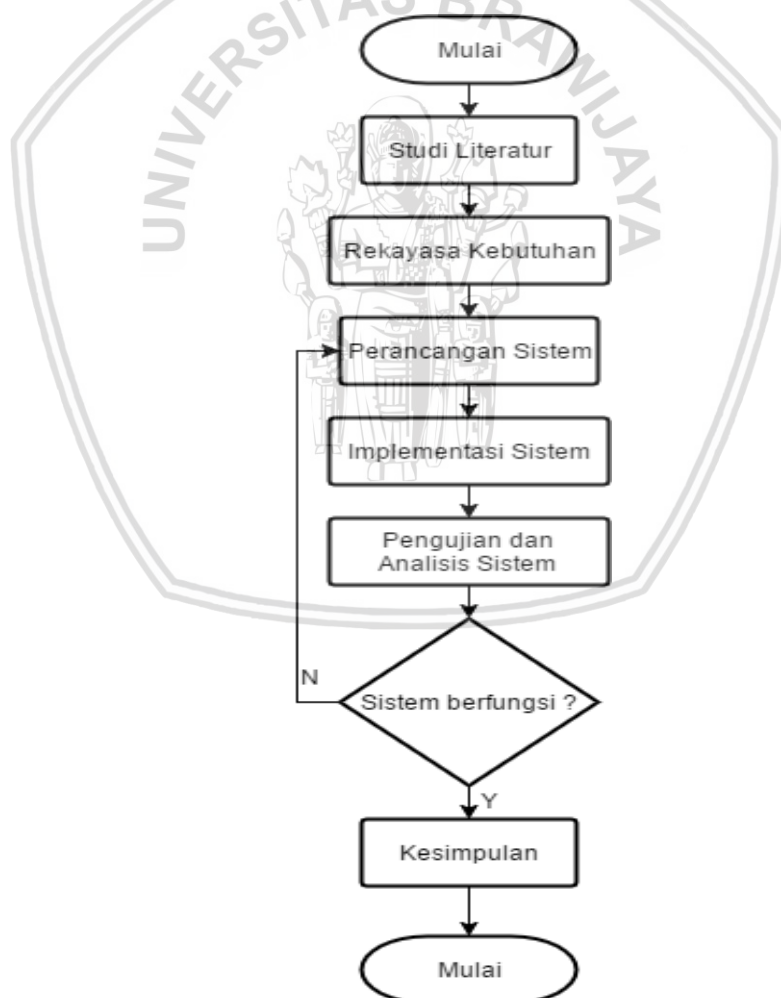 UNIVERSITAS BRAWIJAYA
Mulai
Studi Literatur
Rekayasa Kebutuhan
Perancangan Sistem
Implementasi Sistem
Pengujian dan
Analisis Sistem
Sistem berfungsi ?
N
Y
Kesimpulan
Mulai